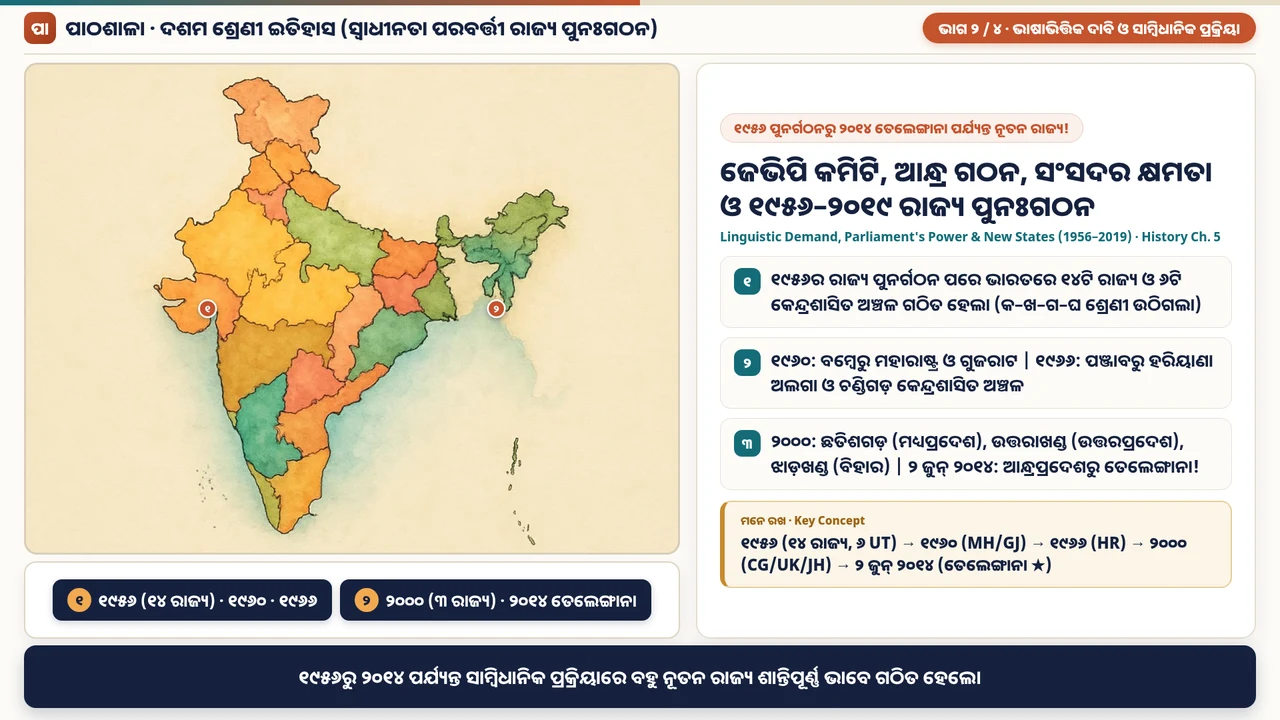 ପା
ପାଠଶାଳା · ଦଶମ ଶ୍ରେଣୀ ଇତିହାସ (ସ୍ୱାଧୀନତା ପରବର୍ତ୍ତୀ ରାଜ୍ୟ ପୁନଃଗଠନ)
ଭାଗ ୨ / ୪ · ଭାଷାଭିତ୍ତିକ ଦାବି ଓ ସାମ୍ବିଧାନିକ ପ୍ରକ୍ରିୟା
୧
୨
୧୯୫୬ (୧୪ ରାଜ୍ୟ) · ୧୯୬୦ · ୧୯୬୬
୨୦୦୦ (୩ ରାଜ୍ୟ) · ୨୦୧୪ ତେଲେଙ୍ଗାନା
୧
୨
୧୯୫୬ ପୁନର୍ଗଠନରୁ ୨୦୧୪ ତେଲେଙ୍ଗାନା ପର୍ଯ୍ୟନ୍ତ ନୂତନ ରାଜ୍ୟ!
ଜେଭିପି କମିଟି, ଆନ୍ଧ୍ର ଗଠନ, ସଂସଦର କ୍ଷମତା
ଓ ୧୯୫୬–୨୦୧୯ ରାଜ୍ୟ ପୁନଃଗଠନ
Linguistic Demand, Parliament's Power & New States (1956–2019) · History Ch. 5
୧
୧୯୫୬ର ରାଜ୍ୟ ପୁନର୍ଗଠନ ପରେ ଭାରତରେ ୧୪ଟି ରାଜ୍ୟ ଓ ୬ଟି
କେନ୍ଦ୍ରଶାସିତ ଅଞ୍ଚଳ ଗଠିତ ହେଲା (କ-ଖ-ଗ-ଘ ଶ୍ରେଣୀ ଉଠିଗଲା)
୨
୧୯୬୦: ବମ୍ବେରୁ ମହାରାଷ୍ଟ୍ର ଓ ଗୁଜରାଟ | ୧୯୬୬: ପଞ୍ଜାବରୁ ହରିୟାଣା
ଅଲଗା ଓ ଚଣ୍ଡିଗଡ଼ କେନ୍ଦ୍ରଶାସିତ ଅଞ୍ଚଳ
୩
୨୦୦୦: ଛତିଶଗଡ଼ (ମଧ୍ୟପ୍ରଦେଶ), ଉତ୍ତରାଖଣ୍ଡ (ଉତ୍ତରପ୍ରଦେଶ),
ଝାଡ଼ଖଣ୍ଡ (ବିହାର) | ୨ ଜୁନ୍ ୨୦୧୪: ଆନ୍ଧ୍ରପ୍ରଦେଶରୁ ତେଲେଙ୍ଗାନା!
ମନେ ରଖ · Key Concept
୧୯୫୬ (୧୪ ରାଜ୍ୟ, ୬ UT) → ୧୯୬୦ (MH/GJ) → ୧୯୬୬ (HR) → ୨୦୦୦
(CG/UK/JH) → ୨ ଜୁନ୍ ୨୦୧୪ (ତେଲେଙ୍ଗାନା ★)
୧୯୫୬ରୁ ୨୦୧୪ ପର୍ଯ୍ୟନ୍ତ ସାମ୍ବିଧାନିକ ପ୍ରକ୍ରିୟାରେ ବହୁ ନୂତନ ରାଜ୍ୟ ଶାନ୍ତିପୂର୍ଣ୍ଣ ଭାବେ ଗଠିତ ହେଲେ।